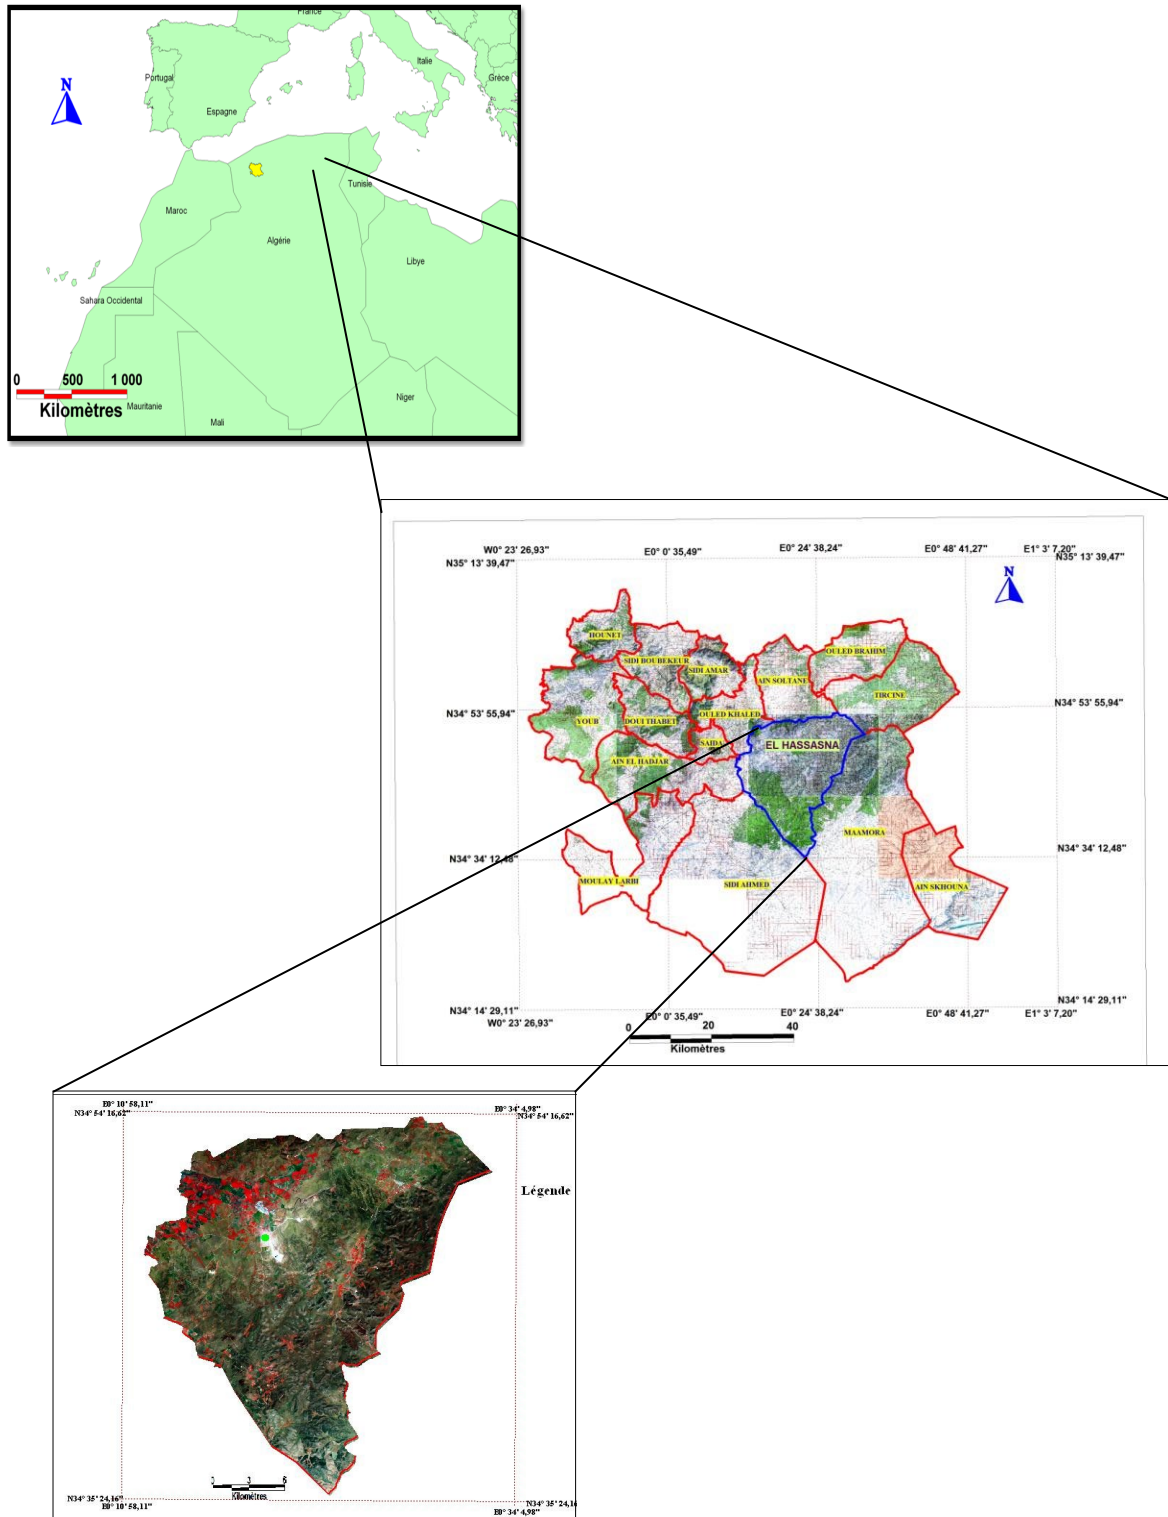 France
Italie
Portugal
Grèce
N
Espagne
Tunisie
Maroc
Algérie
Libye
Sahara Occidental
0 500 1 000
Kilomètres
Mauritanie
Niger
Mali
W0° 23' 26,93"
E0° 0' 35,49"
E0° 24' 38,24"
E0° 48' 41,27"
E1° 3' 7,20"
N35° 13' 39,47"
N35° 13' 39,47"
N
HOUNET
SIDI BOUBEKEUR
SIDI AMAR
OULED BRAHIM
AIN SOLTANE
TIRCINE
N34° 53' 55,94"
N34° 53' 55,94"
YOUB
DOUI THABET
OULED KHALED
SAIDA
EL HASSASNA
AIN EL HADJAR
MAAMORA
N34° 34' 12,48"
N34° 34' 12,48"
MOULAY LARBI
SIDI AHMED
AIN SKHOUNA
N34° 14' 29,11"
N34° 14' 29,11"
W0° 23' 26,93"
E0° 0' 35,49"
E0° 24' 38,24"
E0° 48' 41,27"
E1° 3' 7,20"
0 20 40
Kilomètres
E0° 10' 58,11"
N34° 54' 16,62"
E0° 34' 4,98"
N34° 54' 16,62"
Légende
0 3 6
Kilomètres
N34° 35' 24,16"
E0° 10' 58,11"
N34° 35' 24,16
E0° 34' 4,98"